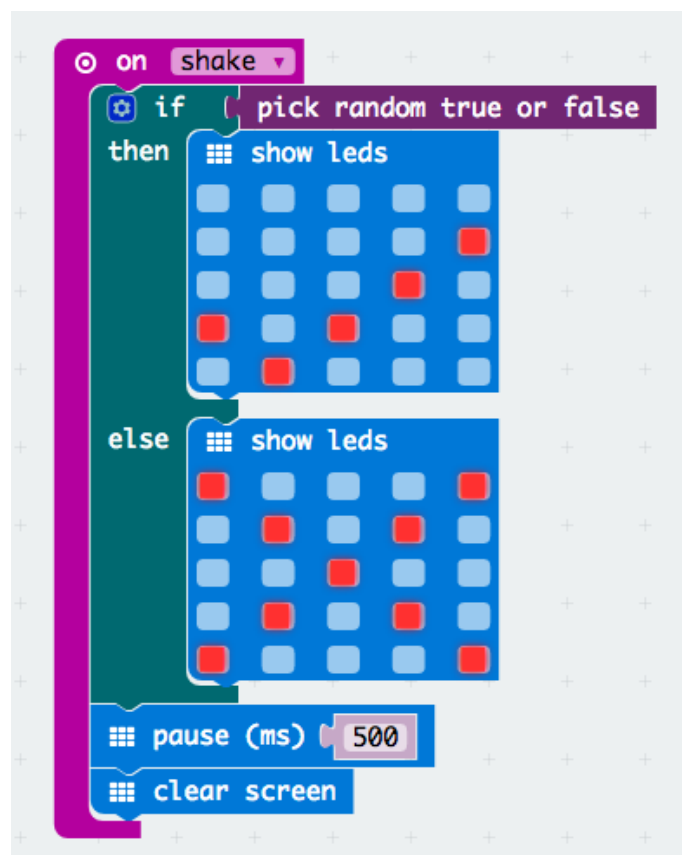 on shake
if pick random true or false
then show leds
else show leds
pause (ms) 500
clear screen